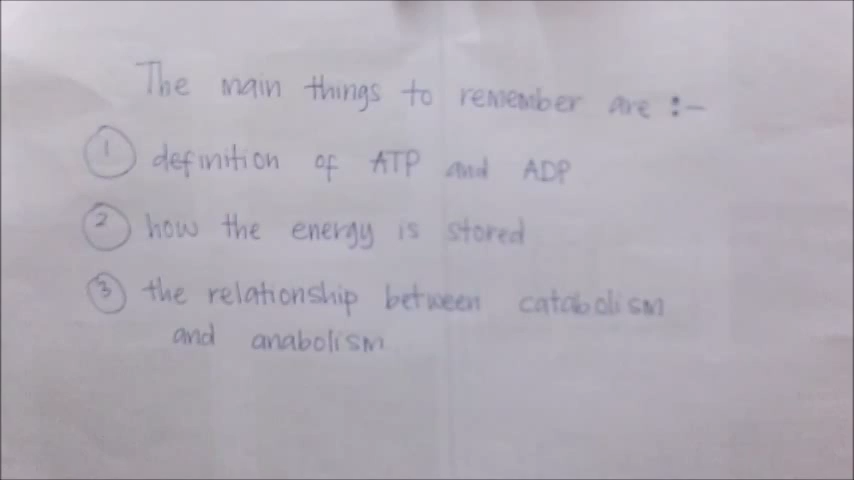 The main things to remember are :-
1 definition of ATP and ADP
2 how the energy is stored
3 the relationship between catabolism
and anabolism